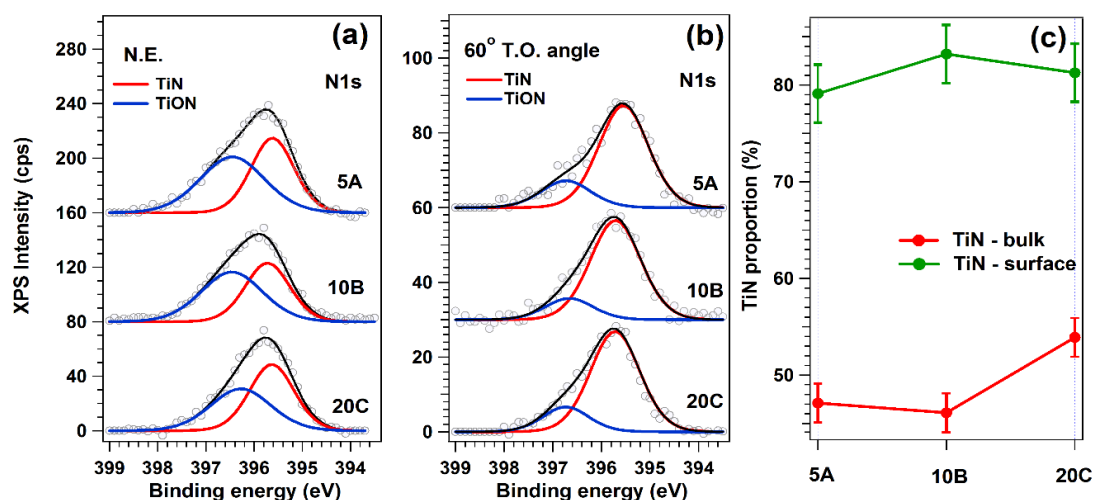 (a)
N.E.
N1s
TiN
TiON
5A
10B
20C
280
240
200
160
120
80
40
0
XPS Intensity (cps)
399 398 397 396 395 394
Binding energy (eV)
(b)
60° T.O. angle
N1s
TiN
TiON
5A
10B
20C
100
80
60
40
20
0
399 398 397 396 395 394
Binding energy (eV)
(c)
80
70
60
50
TiN proportion (%)
TiN - bulk
TiN - surface
5A 10B 20C